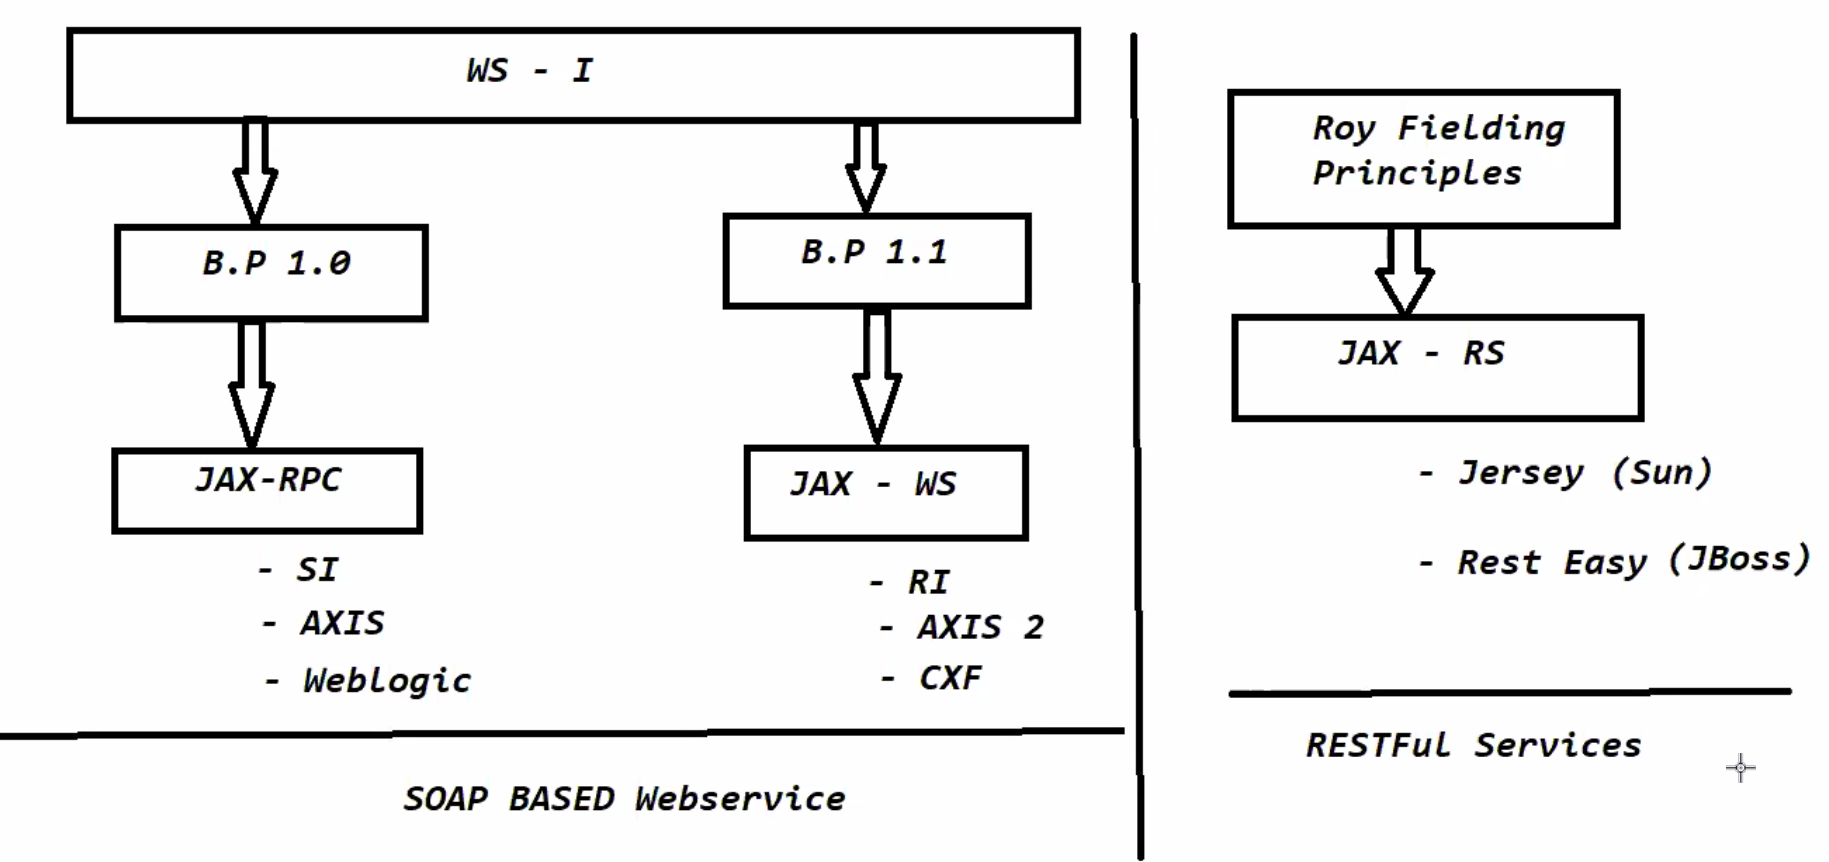 WS - I
B.P 1.0
B.P 1.1
JAX-RPC
JAX - WS
- SI
- AXIS
- Weblogic
- RI
- AXIS 2
- CXF
SOAP BASED Webservice
Roy Fielding
Principles
JAX - RS
- Jersey (Sun)
- Rest Easy (JBoss)
RESTFul Services